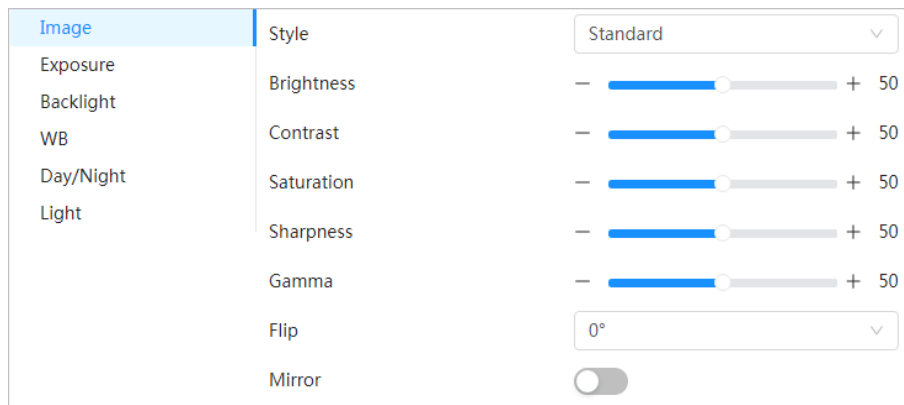 Image
Exposure
Backlight
WB
Day/Night
Light
Style Standard
Brightness − + 50
Contrast − + 50
Saturation − + 50
Sharpness − + 50
Gamma − + 50
Flip 0°
Mirror